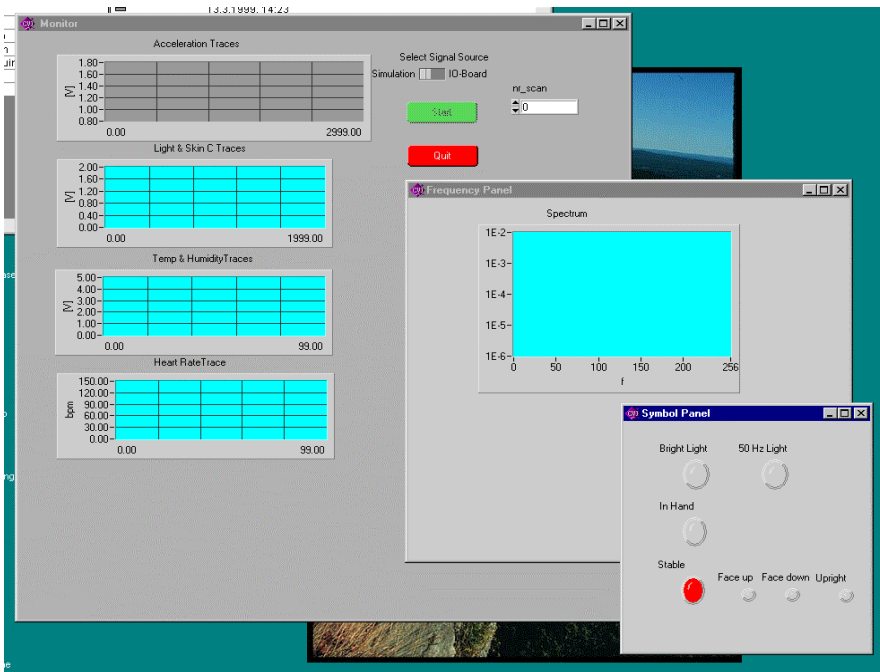 13.3.1999. 14:23
Monitor
Acceleration Traces
[V]
1.80
1.60
1.40
1.20
1.00
0.80
0.00 2999.00
Select Signal Source
Simulation IO-Board
nr_scan
0
Start
Quit
Light & Skin C Traces
[V]
2.00
1.60
1.20
0.80
0.40
0.00
0.00 1999.00
Temp & HumidityTraces
[V]
5.00
4.00
3.00
2.00
1.00
0.00
0.00 99.00
Heart RateTrace
bpm
150.00
120.00
90.00
60.00
30.00
0.00
0.00 99.00
Frequency Panel
Spectrum
1E-2
1E-3
1E-4
1E-5
1E-6
0 50 100 150 200 256
f
Symbol Panel
Bright Light 50 Hz Light
In Hand
Stable
Face up Face down Upright